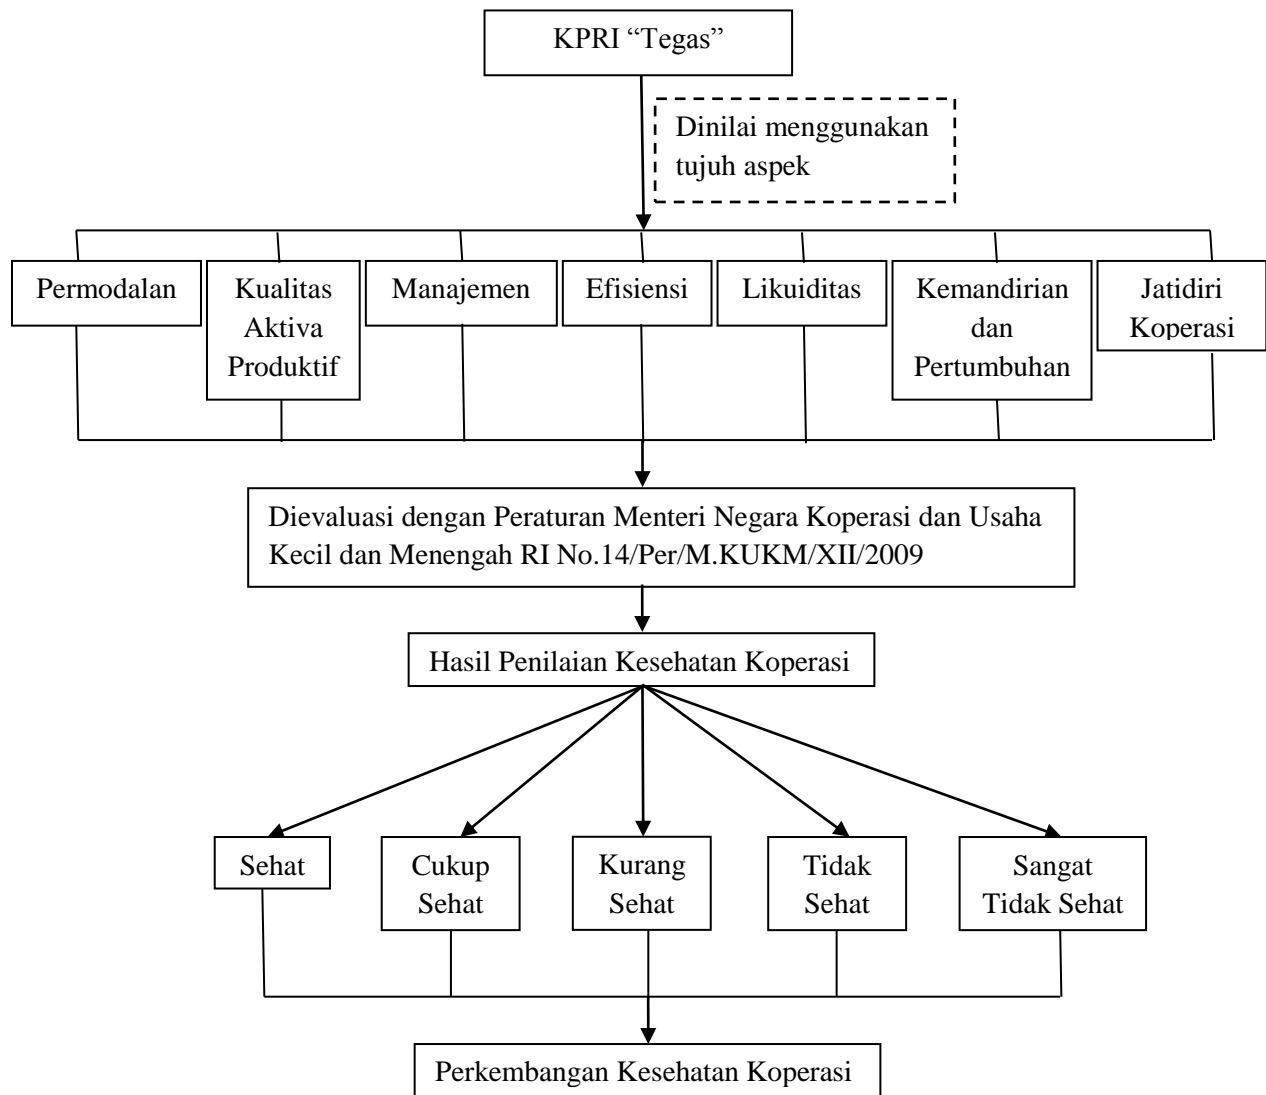 KPRI “Tegas”
Dinilai menggunakan
tujuh aspek
Permodalan
Kualitas
Aktiva
Produktif
Manajemen
Efisiensi
Likuiditas
Kemandirian
dan
Pertumbuhan
Jatidiri
Koperasi
Dievaluasi dengan Peraturan Menteri Negara Koperasi dan Usaha
Kecil dan Menengah RI No.14/Per/M.KUKM/XII/2009
Hasil Penilaian Kesehatan Koperasi
Sehat
Cukup
Sehat
Kurang
Sehat
Tidak
Sehat
Sangat
Tidak Sehat
Perkembangan Kesehatan Koperasi